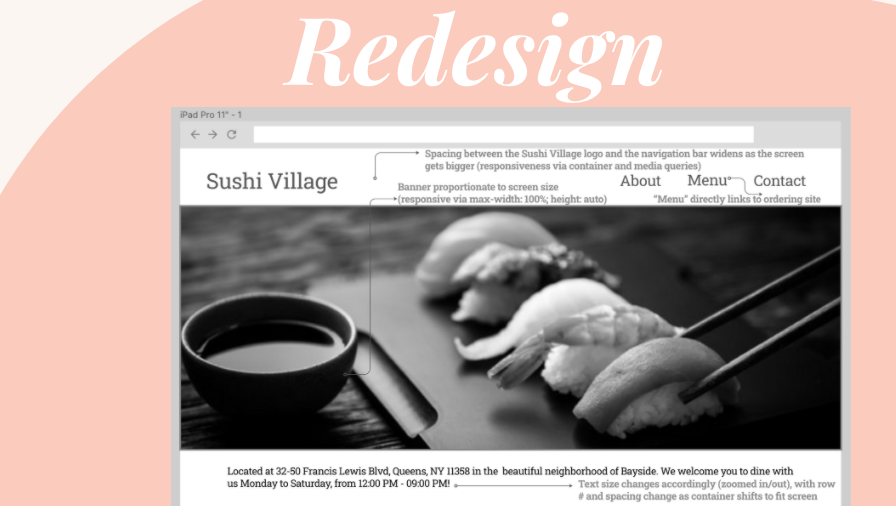 Redesign
iPad Pro 11" - 1
Spacing between the Sushi Village logo and the navigation bar widens as the screen
gets bigger (responsiveness via container and media queries)
Sushi Village
About Menu Contact
Banner proportionate to screen size
(responsive via max-width: 100%; height: auto)
"Menu" directly links to ordering site
Located at 32-50 Francis Lewis Blvd, Queens, NY 11358 in the beautiful neighborhood of Bayside. We welcome you to dine with
us Monday to Saturday, from 12:00 PM - 09:00 PM!
Text size changes accordingly (zoomed in/out), with row
# and spacing change as container shifts to fit screen